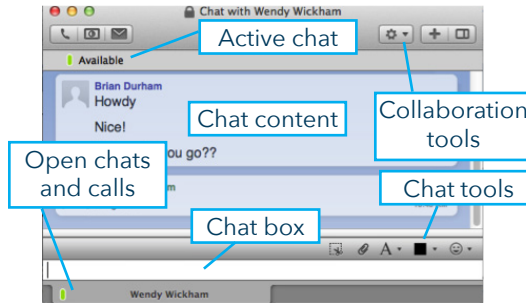 Chat with Wendy Wickham
Active chat
Available
Brian Durham
Howdy
Nice!
Chat content
Collaboration
tools
ou go??
Open chats
and calls
m
Chat tools
Chat box
A
Wendy Wickham